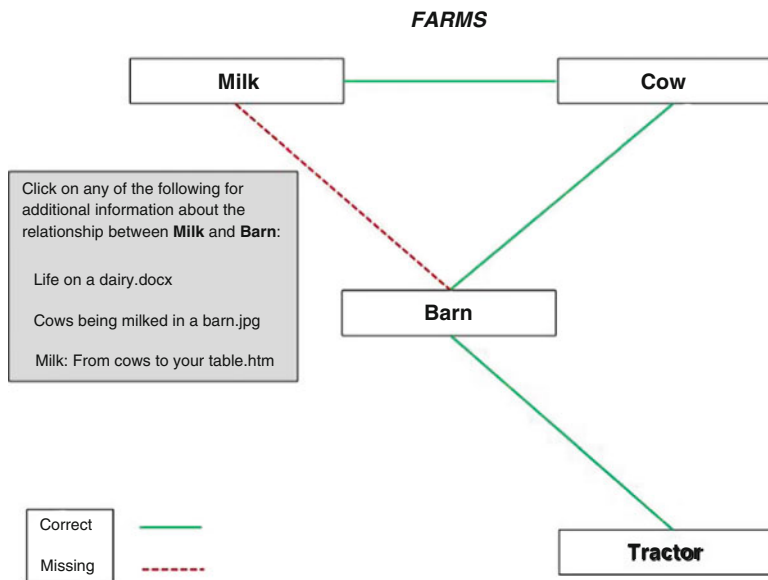 FARMS
Milk
Cow
Click on any of the following for
additional information about the
relationship between Milk and Barn:
Life on a dairy.docx
Cows being milked in a barn.jpg
Milk: From cows to your table.htm
Barn
Correct
Missing
Tractor